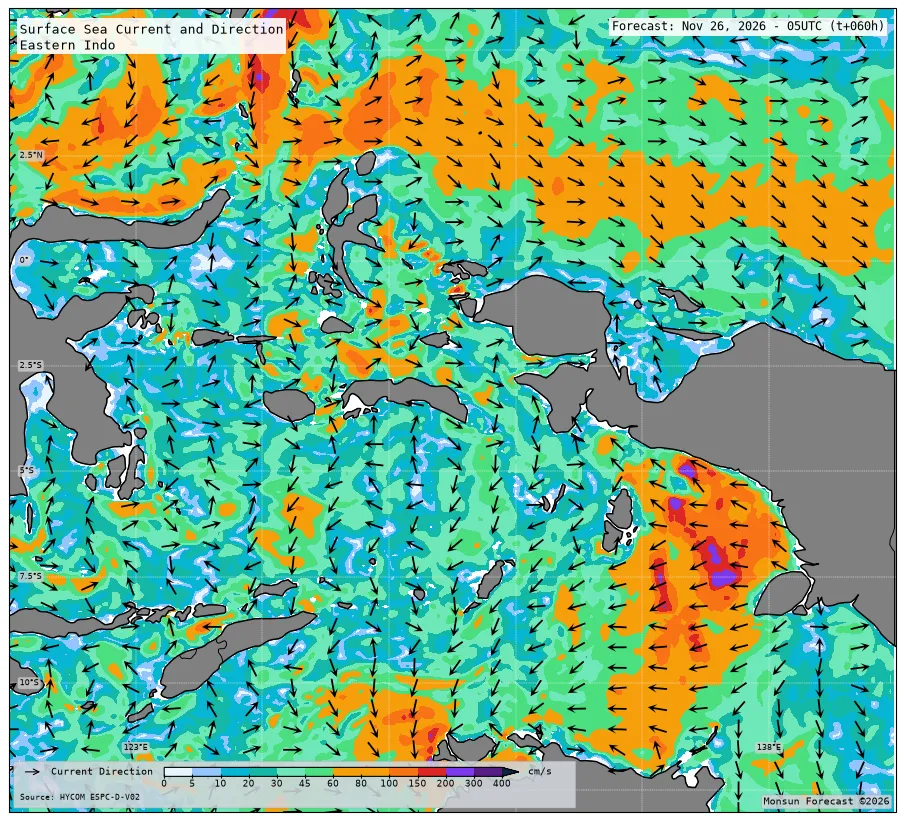 Surface Sea Current and Direction
Eastern Indo
Forecast: Nov 26, 2026 - 05UTC (t+060h)
2.5°N
0°
2.5°S
5°S
7.5°S
10°S
123°E
138°E
Current Direction
0 5 10 20 30 45 60 80 100 150 200 300 400
cm/s
Source: HYCOM ESPC-D-V02
Monsun Forecast ©2026